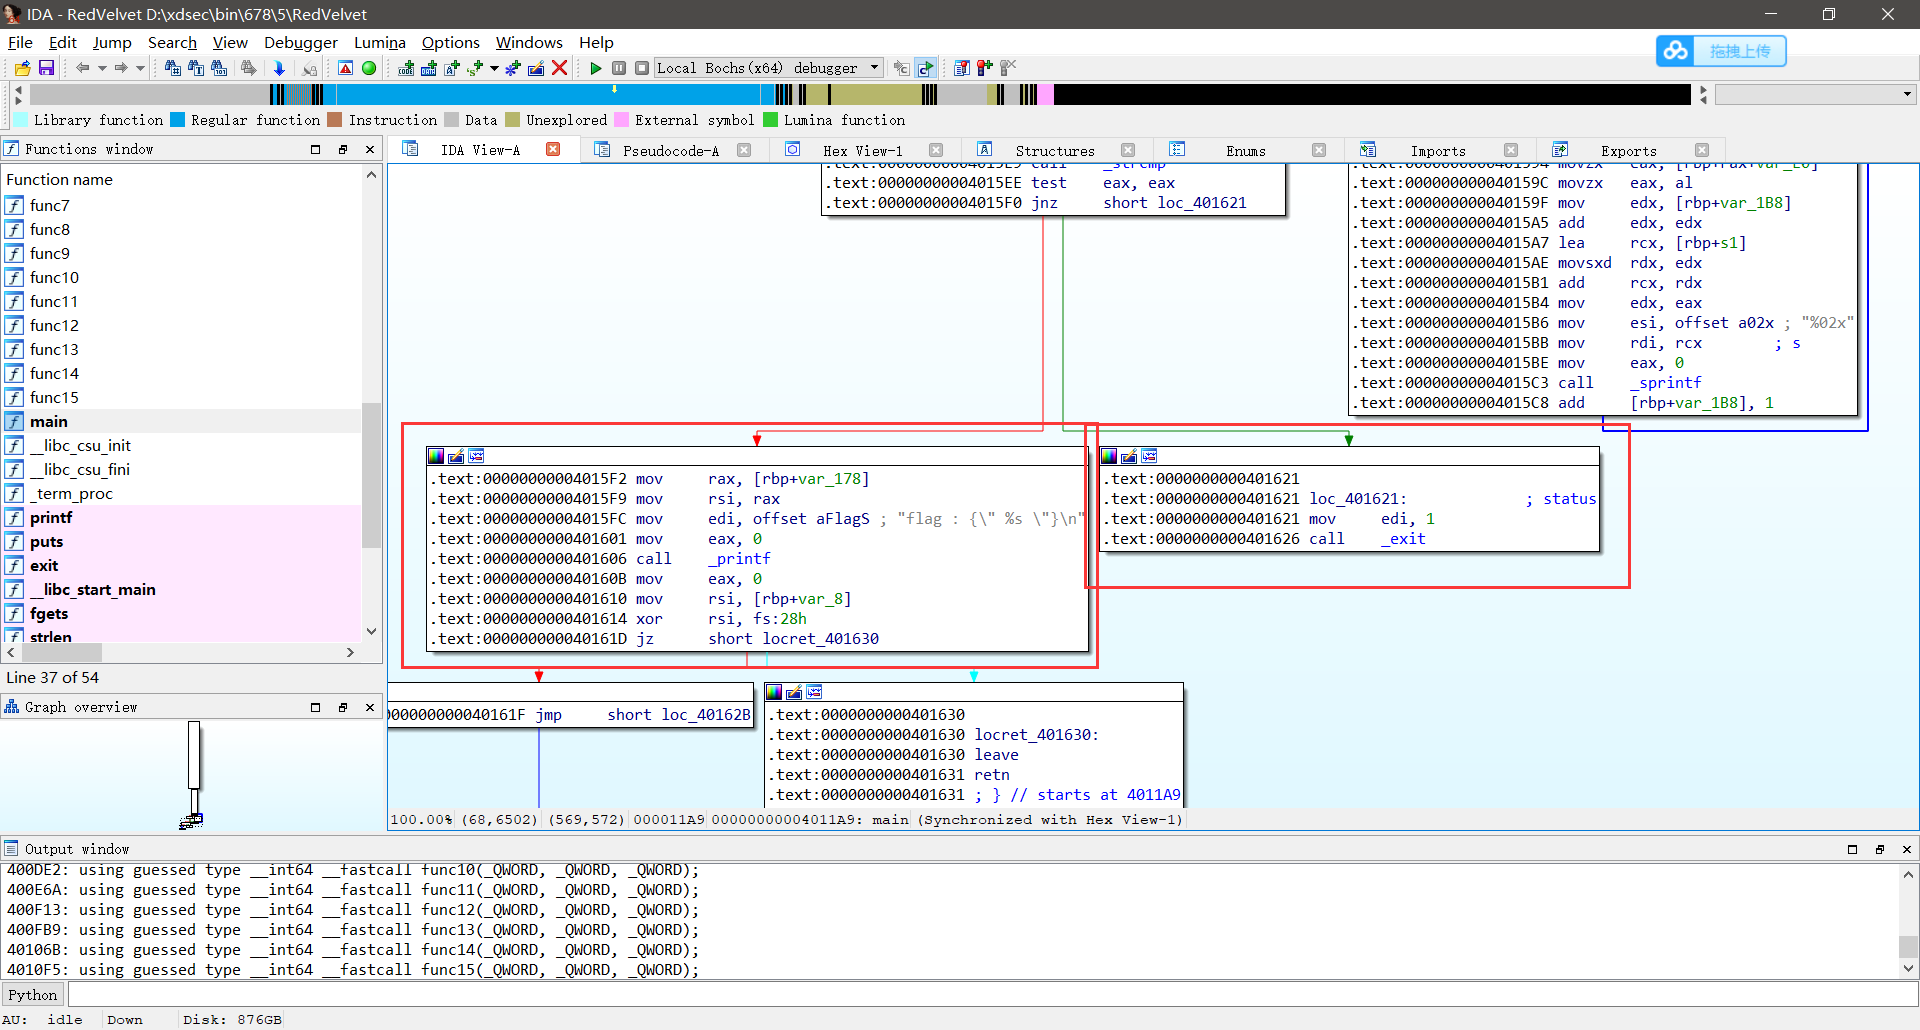 IDA - RedVelvet D:\xdsec\bin\678\5\RedVelvet
File Edit Jump Search View Debugger Lumina Options Windows Help
拖拽上传
Local Bochs(x64) debugger
Library function Regular function Instruction Data Unexplored External symbol Lumina function
Functions window
IDA View-A Pseudocode-A Hex View-1 Structures Enums Imports Exports
Function name
func7
func8
func9
func10
func11
func12
func13
func14
func15
main
__libc_csu_init
__libc_csu_fini
_term_proc
printf
puts
exit
__libc_start_main
fgets
strlen
Line 37 of 54
Graph overview
.text:00000000004015E9 call _strcmp
.text:00000000004015EE test eax, eax
.text:00000000004015F0 jnz short loc_401621
.text:0000000000401594 movzx eax, [rbp+rax+var_E0]
.text:000000000040159C movzx eax, al
.text:000000000040159F mov edx, [rbp+var_1B8]
.text:00000000004015A5 add edx, edx
.text:00000000004015A7 lea rcx, [rbp+s1]
.text:00000000004015AE movsxd rdx, edx
.text:00000000004015B1 add rcx, rdx
.text:00000000004015B4 mov edx, eax
.text:00000000004015B6 mov esi, offset a02x ; "%02x"
.text:00000000004015BB mov rdi, rcx ; s
.text:00000000004015BE mov eax, 0
.text:00000000004015C3 call _sprintf
.text:00000000004015C8 add [rbp+var_1B8], 1
.text:00000000004015F2 mov rax, [rbp+var_178]
.text:00000000004015F9 mov rsi, rax
.text:00000000004015FC mov edi, offset aFlagS ; "flag : {\" %s \"}\n"
.text:0000000000401601 mov eax, 0
.text:0000000000401606 call _printf
.text:000000000040160B mov eax, 0
.text:0000000000401610 mov rsi, [rbp+var_8]
.text:0000000000401614 xor rsi, fs:28h
.text:000000000040161D jz short locret_401630
.text:0000000000401621
.text:0000000000401621 loc_401621: ; status
.text:0000000000401621 mov edi, 1
.text:0000000000401626 call _exit
000000000040161F jmp short loc_40162B
.text:0000000000401630
.text:0000000000401630 locret_401630:
.text:0000000000401630 leave
.text:0000000000401631 retn
.text:0000000000401631 ; } // starts at 4011A9
100.00% (68,6502) (569,572) 000011A9 00000000004011A9: main (Synchronized with Hex View-1)
Output window
400DE2: using guessed type __int64 __fastcall func10(_QWORD, _QWORD, _QWORD);
400E6A: using guessed type __int64 __fastcall func11(_QWORD, _QWORD, _QWORD);
400F13: using guessed type __int64 __fastcall func12(_QWORD, _QWORD, _QWORD);
400FB9: using guessed type __int64 __fastcall func13(_QWORD, _QWORD, _QWORD);
40106B: using guessed type __int64 __fastcall func14(_QWORD, _QWORD, _QWORD);
4010F5: using guessed type __int64 __fastcall func15(_QWORD, _QWORD, _QWORD);
Python
AU: idle Down Disk: 876GB